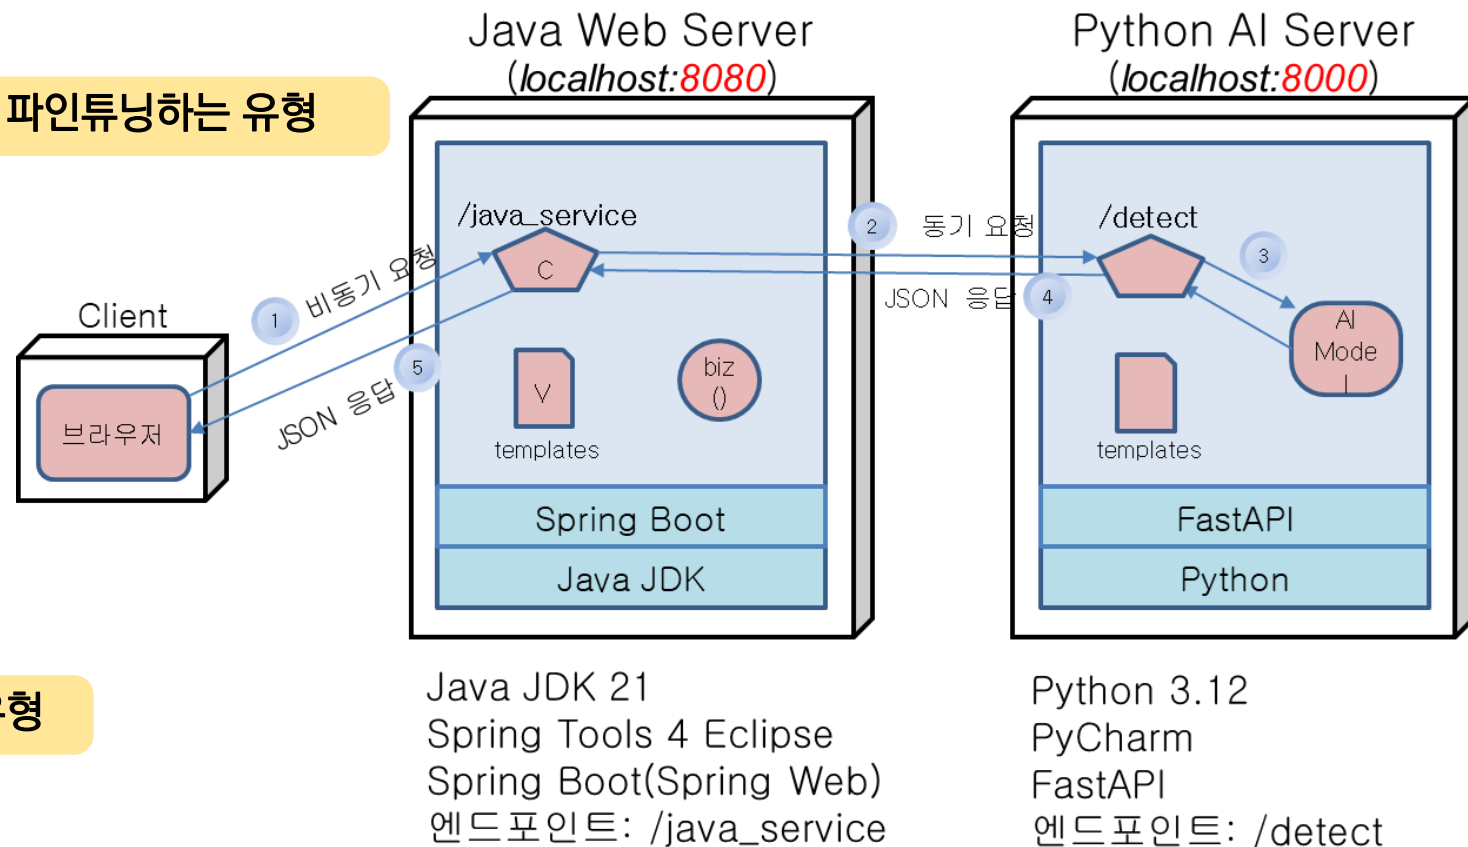 Java Web Server
(localhost:8080)
Python AI Server
(localhost:8000)
파인튜닝하는 유형
/java_service
C
2
동기 요청
/detect
3
비동기 요청
1
Client
JSON 응답
4
AI
Mode
l
5
V
biz
()
브라우저
JSON 응답
templates
templates
Spring Boot
FastAPI
Java JDK
Python
유형
Java JDK 21
Spring Tools 4 Eclipse
Spring Boot(Spring Web)
엔드포인트: /java_service
Python 3.12
PyCharm
FastAPI
엔드포인트: /detect